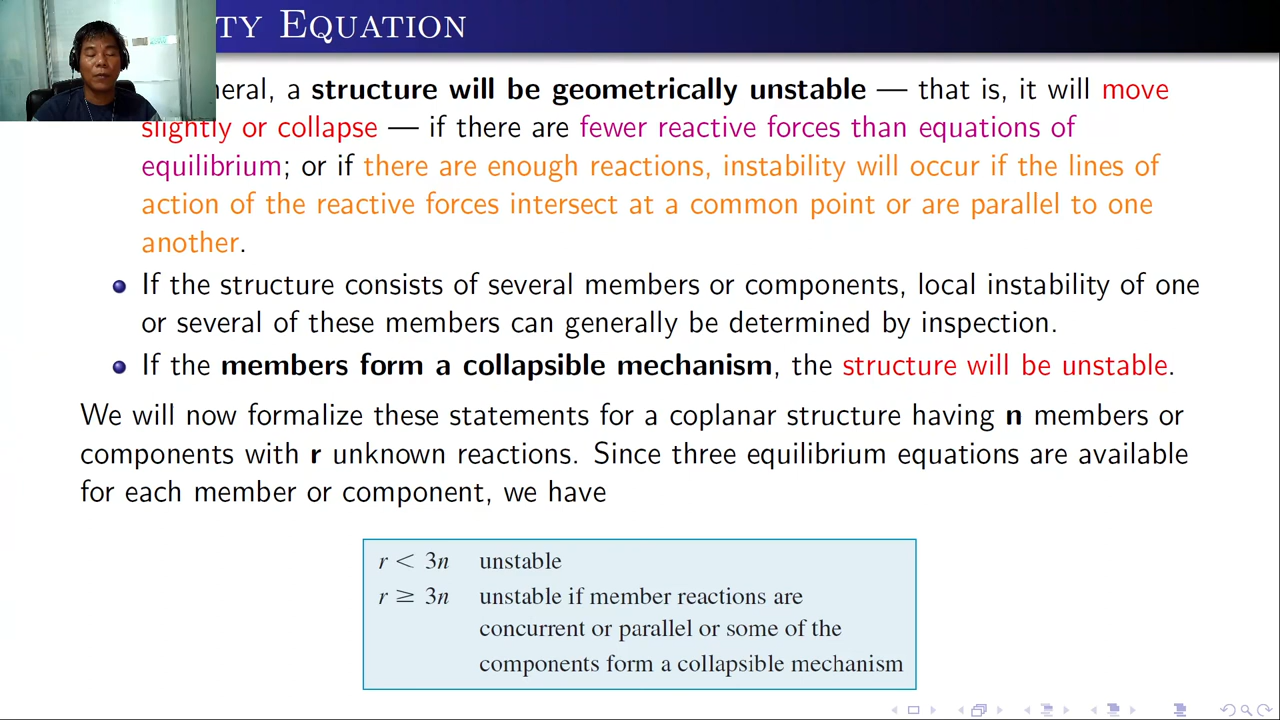 TY EQUATION
neral, a structure will be geometrically unstable — that is, it will move
slightly or collapse — if there are fewer reactive forces than equations of
equilibrium; or if there are enough reactions, instability will occur if the lines of
action of the reactive forces intersect at a common point or are parallel to one
another.
If the structure consists of several members or components, local instability of one
or several of these members can generally be determined by inspection.
If the members form a collapsible mechanism, the structure will be unstable.
We will now formalize these statements for a coplanar structure having n members or
components with r unknown reactions. Since three equilibrium equations are available
for each member or component, we have
r < 3n unstable
r ≥ 3n unstable if member reactions are
concurrent or parallel or some of the
components form a collapsible mechanism